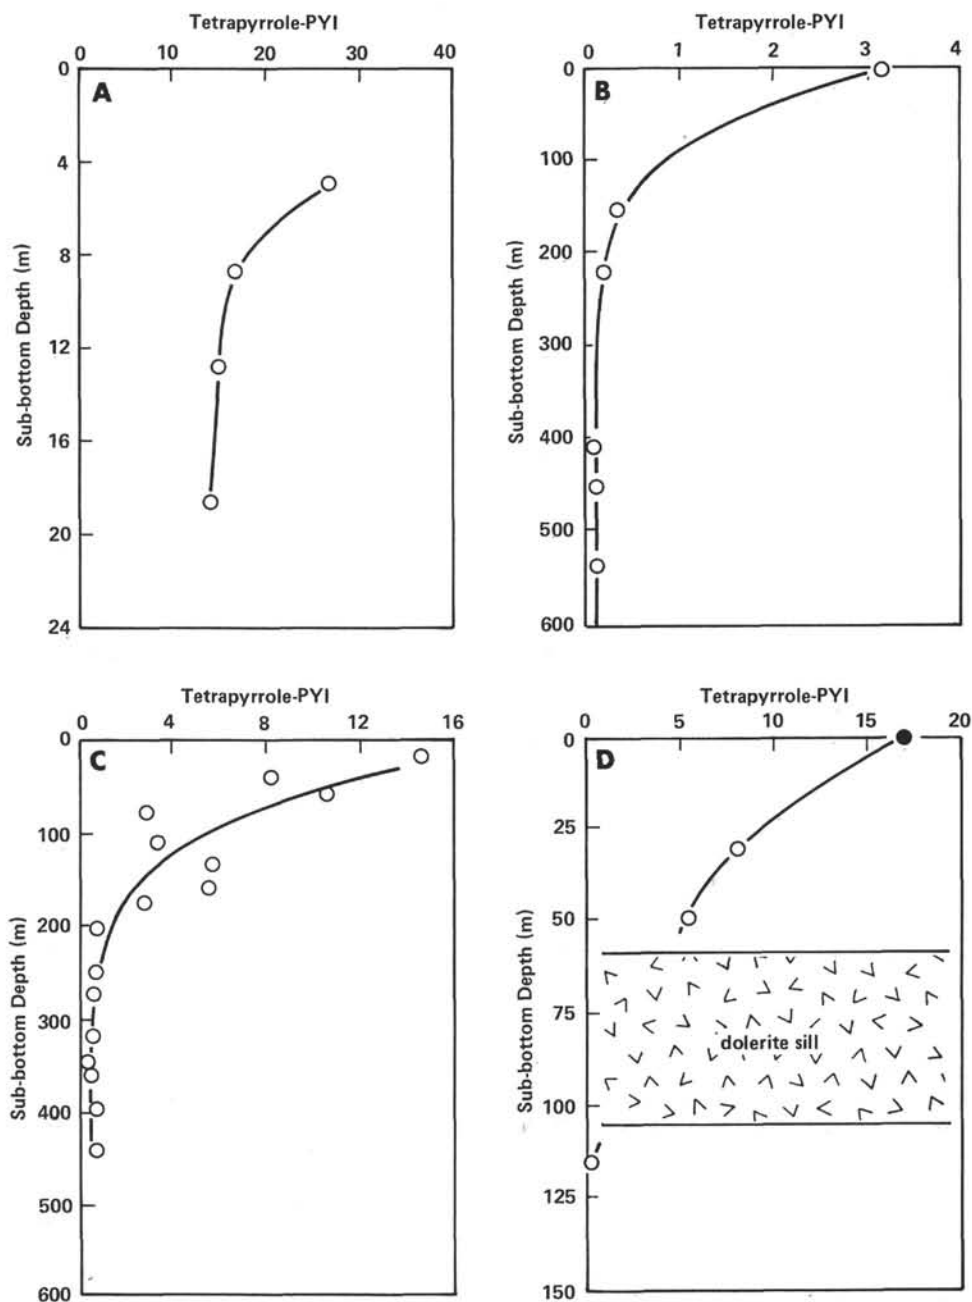 Tetrapyrrole-PYI
0 10 20 30 40
A
0
4
8
12
16
20
24
Sub-bottom Depth (m)
Tetrapyrrole-PYI
0 1 2 3 4
B
0
100
200
300
400
500
600
Sub-bottom Depth (m)
Tetrapyrrole-PYI
0 4 8 12 16
C
0
100
200
300
400
500
600
Sub-bottom Depth (m)
Tetrapyrrole-PYI
0 5 10 15 20
D
0
25
50
75
100
125
150
Sub-bottom Depth (m)
dolerite sill